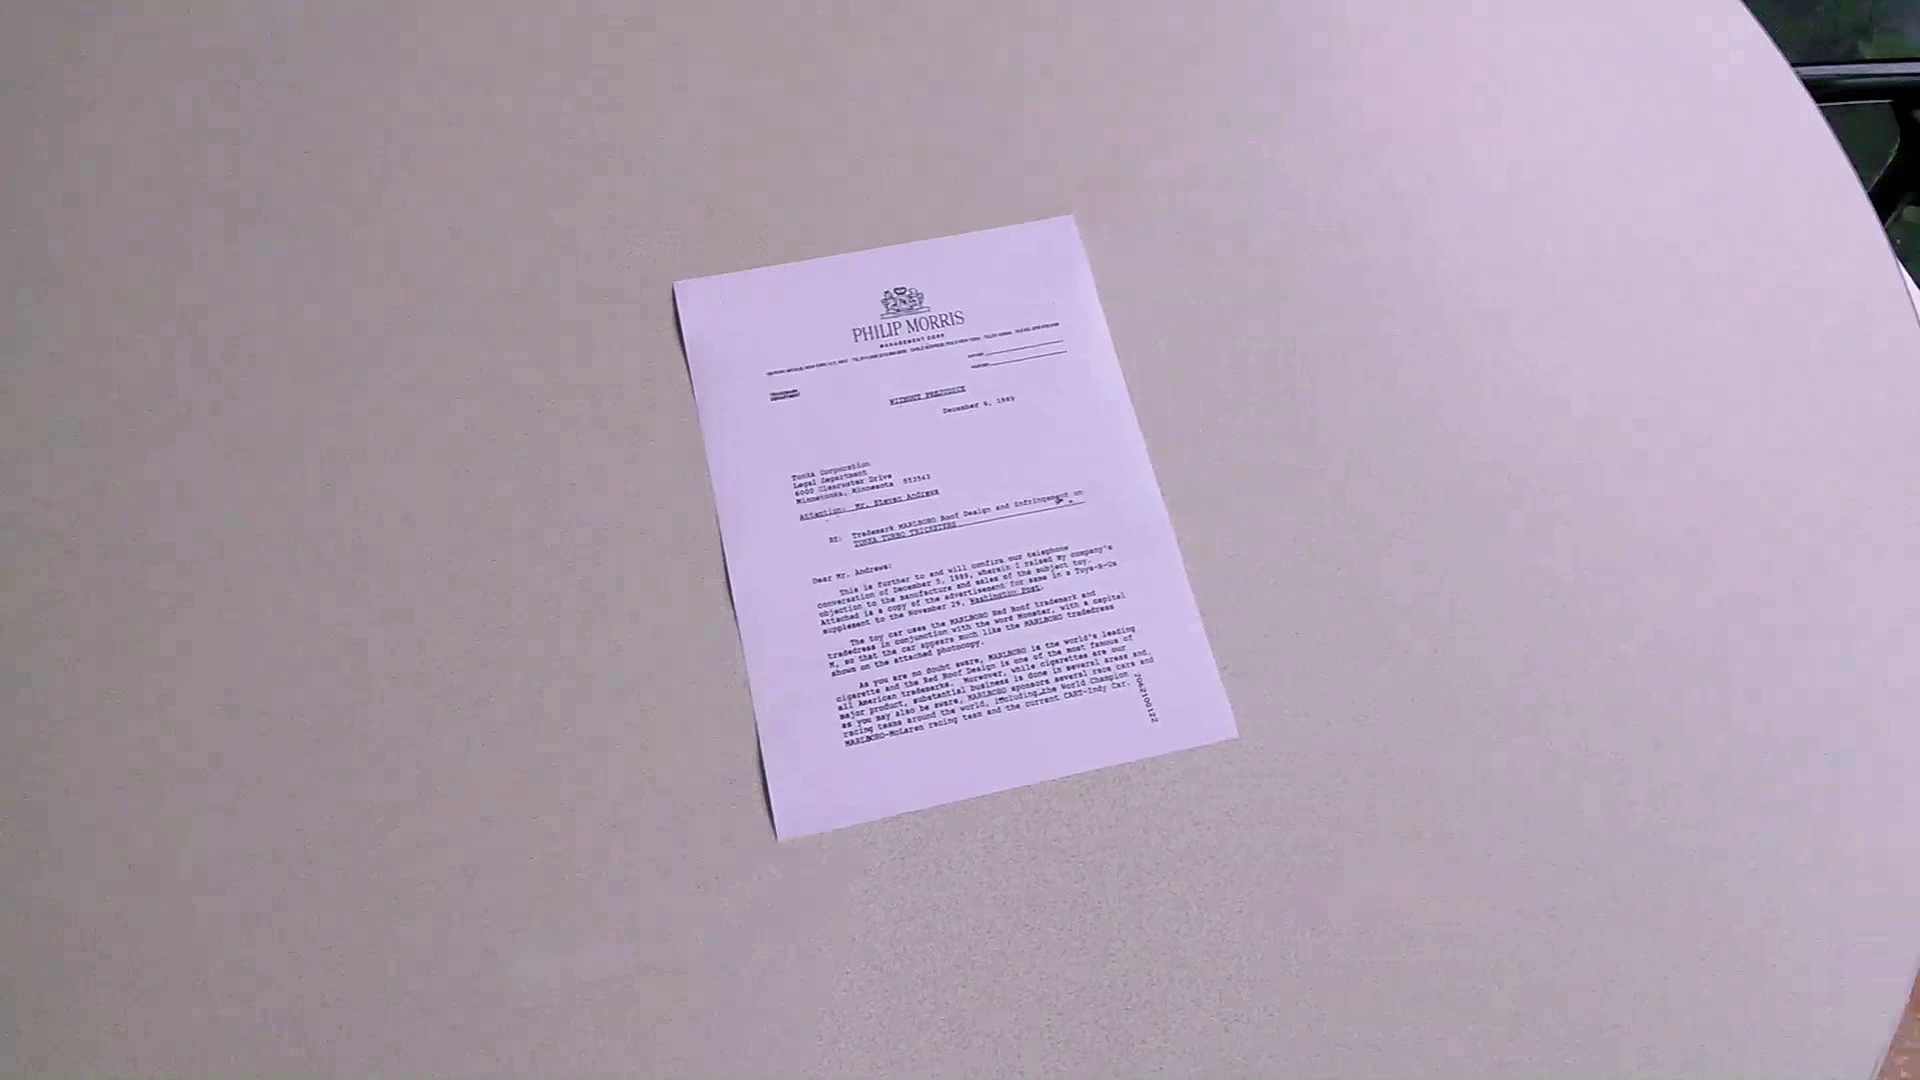 PHILIP MORRIS
MANAGEMENT CORP.
TRADEMARK
DEPARTMENT
WITHOUT PREJUDICE
December 6, 1989
Tonka Corporation
Legal Department
6000 Clearwater Drive
Minnetonka, Minnesota 553543
Attention: Mr. Steven Andrews
Re: Trademark MARLBORO Roof Design and Infringement on
TONKA TURBO TRICKSTERS
Dear Mr. Andrews:
This is further to and will confirm our telephone
conversation of December 5, 1989, wherein I raised my company's
objection to the manufacture and sales of the subject toy.
Attached is a copy of the advertisement for same in a Toys-R-Us
supplement to the November 29, Washington Post.
The toy car uses the MARLBORO Red Roof trademark and
tradedress in conjunction with the word Monster, with a capital
M, so that the car appears much like the MARLBORO tradedress
shown on the attached photocopy.
As you are no doubt aware, MARLBORO is the world's leading
cigarette and the Red Roof Design is one of the most famous of
all American trademarks. Moreover, while cigarettes are our
major product, substantial business is done in several areas and,
as you may also be aware, MARLBORO sponsors several race cars and
racing teams around the world, including the World Champion
MARLBORO-McLaren racing team and the current CART-Indy Car.